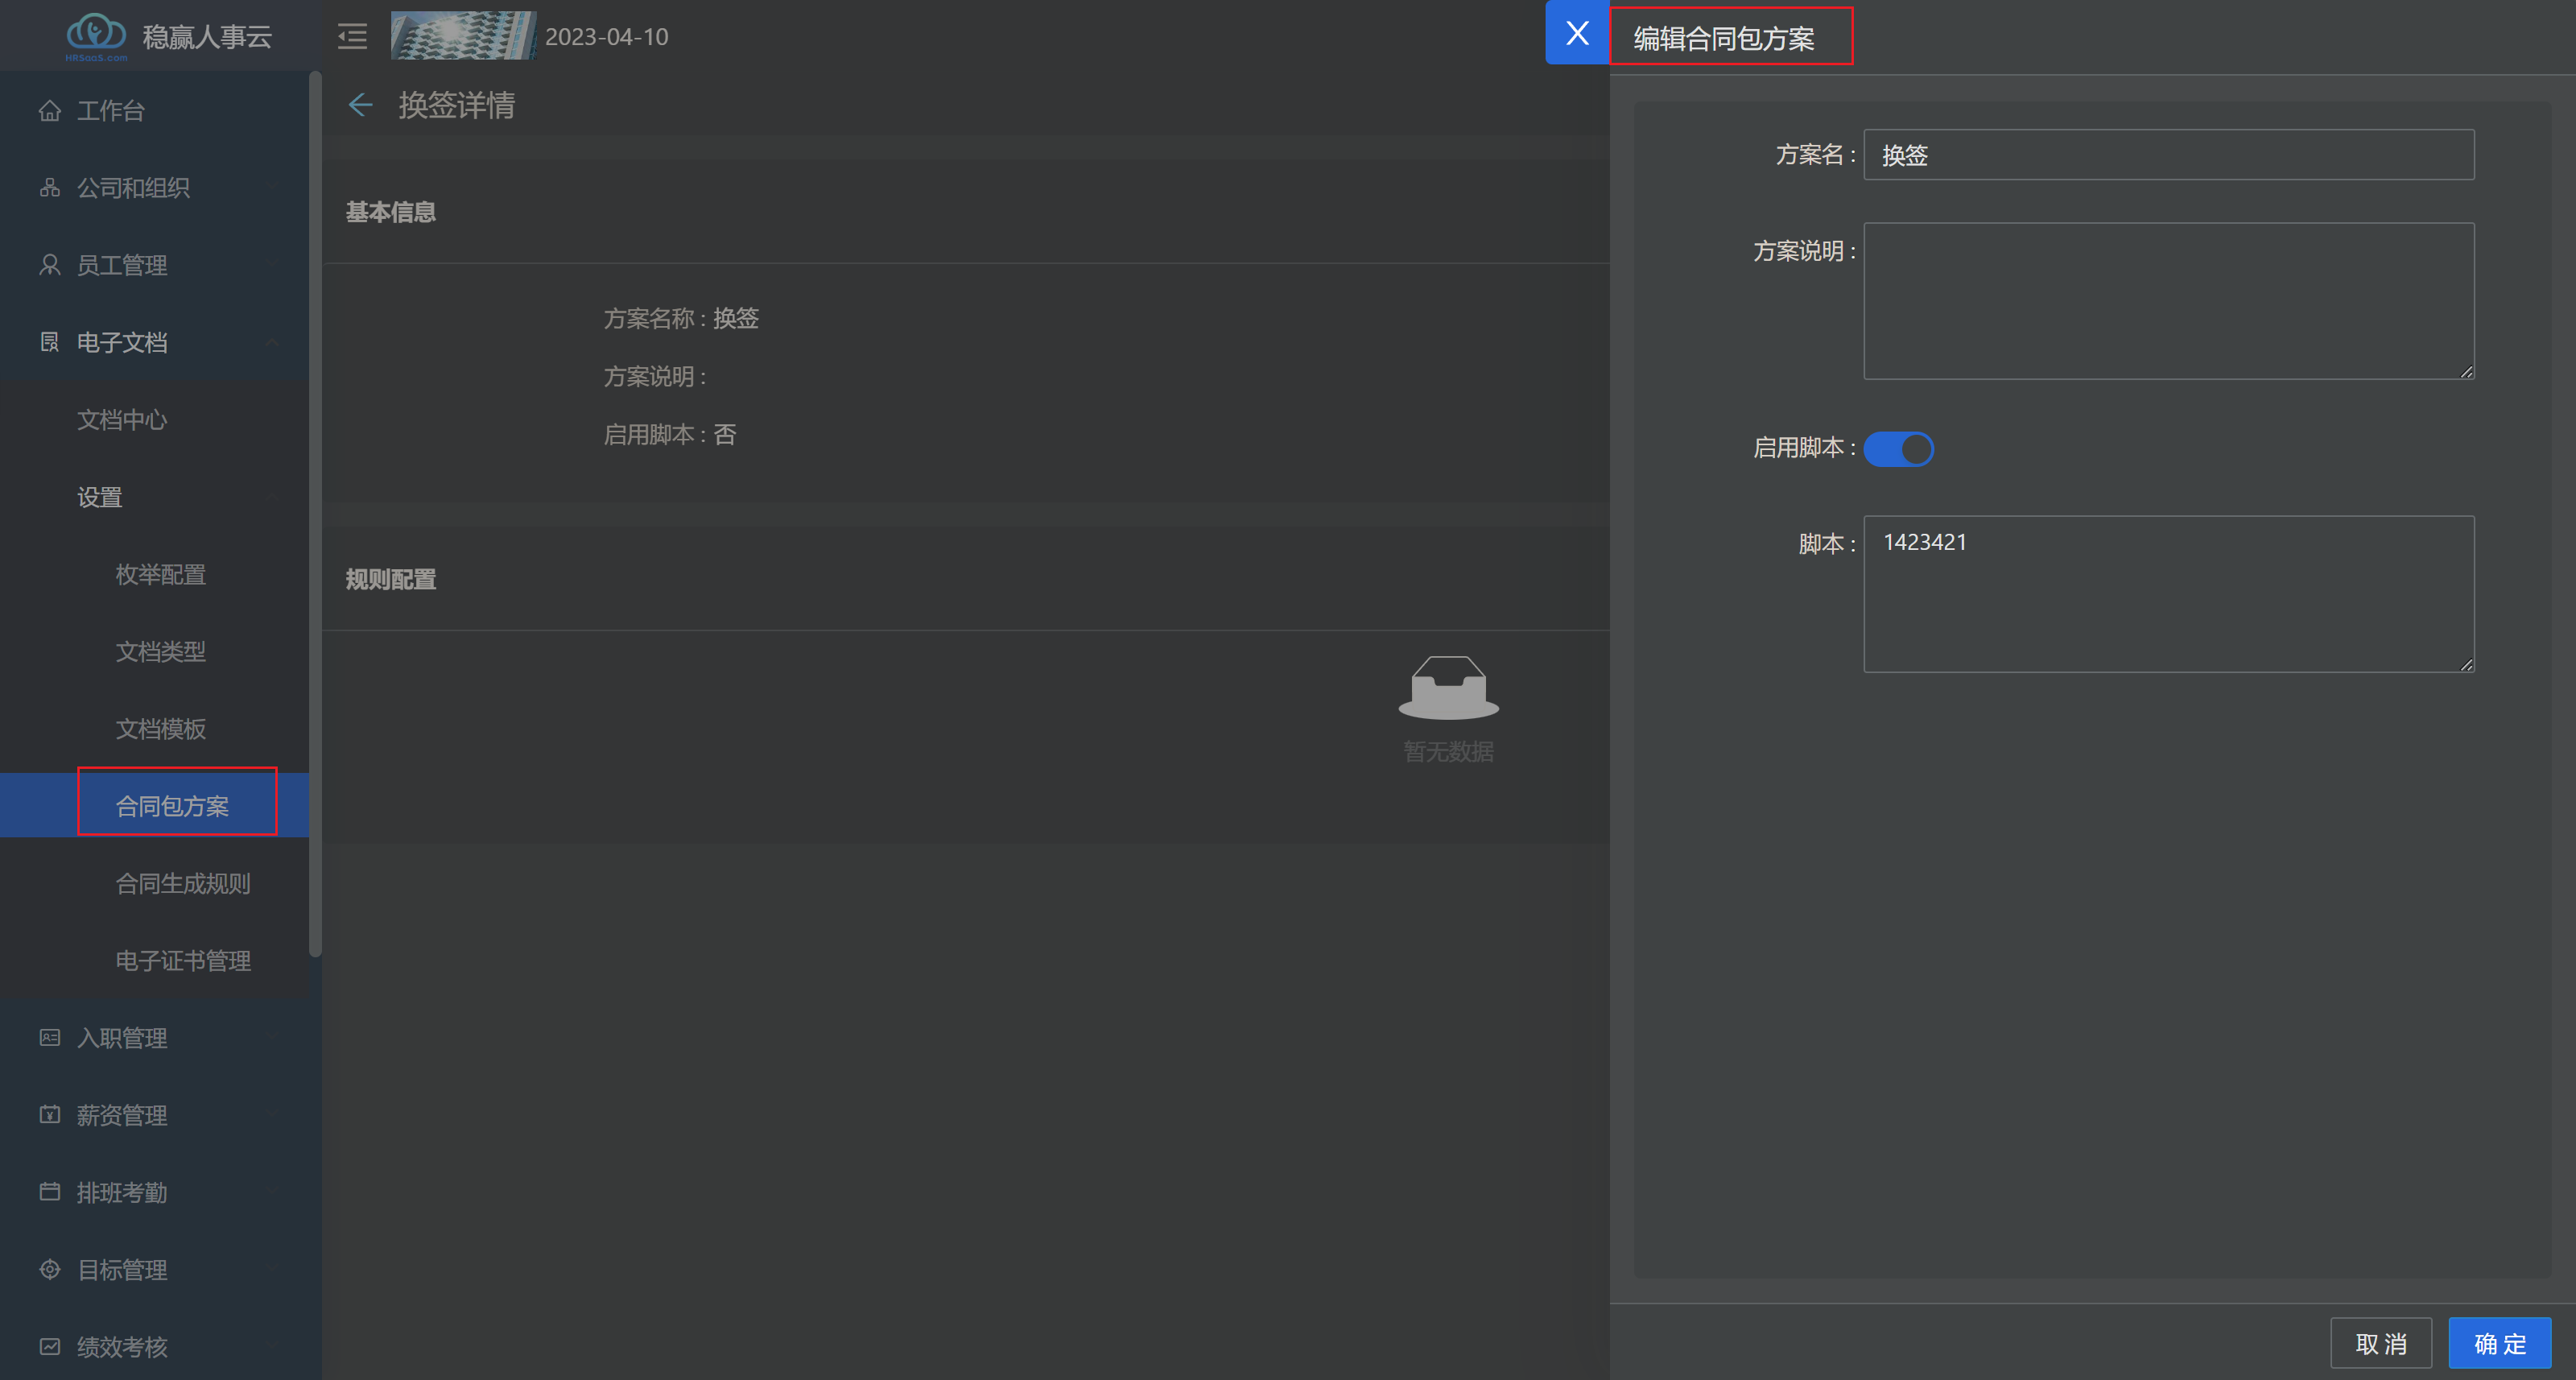 HRSaaS.com
稳赢人事云
2023-04-10
工作台
公司和组织
员工管理
电子文档
文档中心
设置
枚举配置
文档类型
文档模板
合同包方案
合同生成规则
电子证书管理
入职管理
薪资管理
排班考勤
目标管理
绩效考核
换签详情
基本信息
方案名称 : 换签
方案说明 :
启用脚本 : 否
规则配置
暂无数据
X
编辑合同包方案
方案名 : 换签
方案说明 :
启用脚本 :
脚本 : 1423421
取 消
确 定